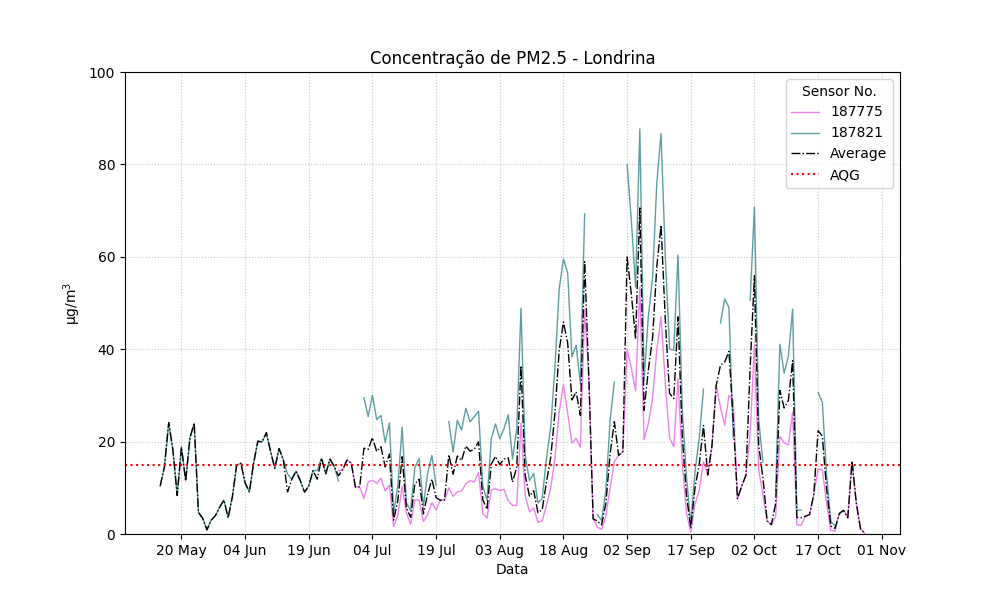 Concentração de PM2.5 - Londrina
100
80
60
40
20
0
µg/m³
Sensor No.
187775
187821
Average
AQG
20 May 04 Jun 19 Jun 04 Jul 19 Jul 03 Aug 18 Aug 02 Sep 17 Sep 02 Oct 17 Oct 01 Nov
Data